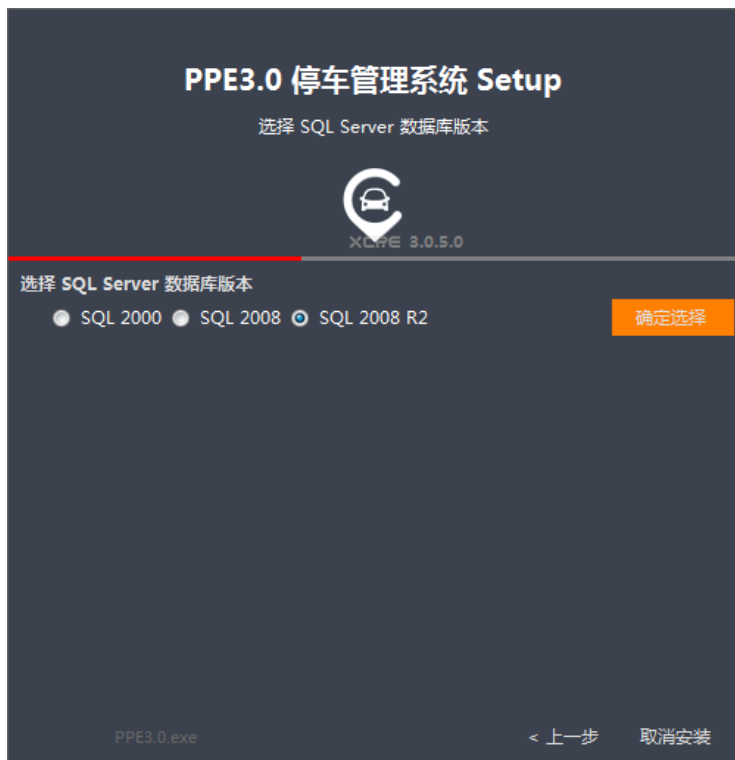 PPE3.0 停车管理系统 Setup
选择 SQL Server 数据库版本
XCPE 3.0.5.0
选择 SQL Server 数据库版本
SQL 2000 SQL 2008 SQL 2008 R2 确定选择
PPE3.0.exe < 上一步 取消安装